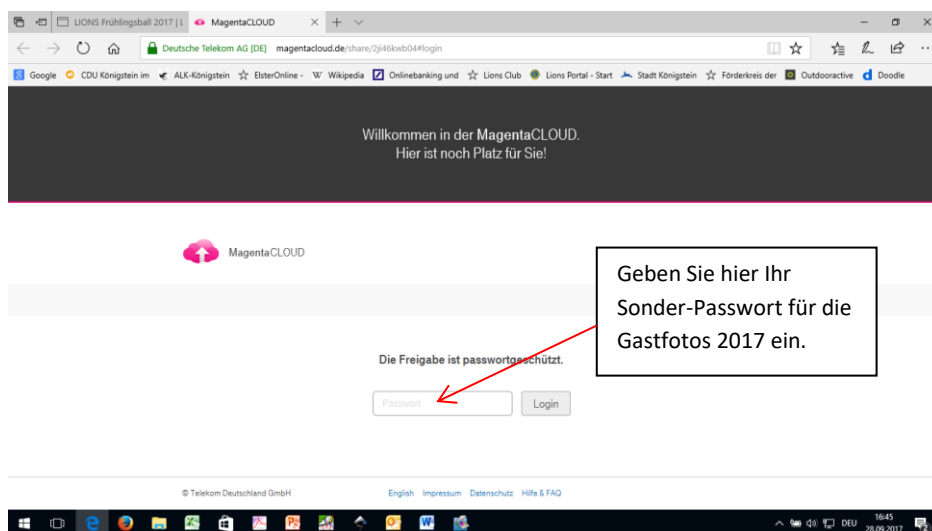 LIONS Frühlingsball 2017 | L
MagentaCLOUD
Deutsche Telekom AG [DE] magentacloud.de/share/2ji46kwb04#login
Google CDU Königstein im ALK-Königstein ElsterOnline - Wikipedia Onlinebanking und Lions Club Lions Portal - Start Stadt Königstein Förderkreis der Outdooractive Doodle
Willkommen in der MagentaCLOUD.
Hier ist noch Platz für Sie!
MagentaCLOUD
Geben Sie hier Ihr
Sonder-Passwort für die
Gastfotos 2017 ein.
Die Freigabe ist passwortgeschützt.
Passwort Login
© Telekom Deutschland GmbH English Impressum Datenschutz Hilfe & FAQ
DEU 16:45
28.09.2017